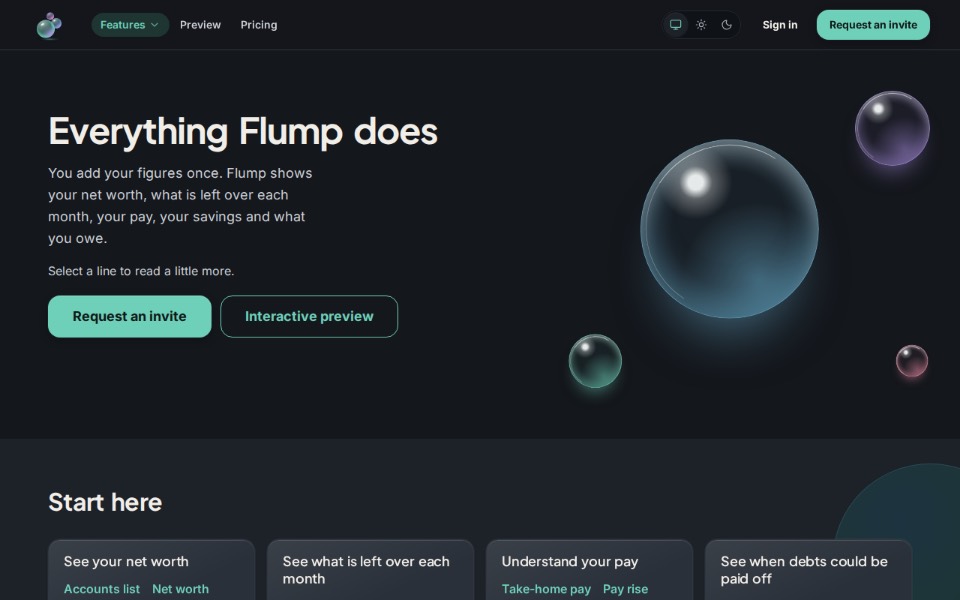 Features
Preview
Pricing
Sign in
Request an invite
Everything Flump does
You add your figures once. Flump shows
your net worth, what is left over each
month, your pay, your savings and what
you owe.
Select a line to read a little more.
Request an invite
Interactive preview
Start here
See your net worth
Accounts list
Net worth
See what is left over each
month
Understand your pay
Take-home pay
Pay rise
See when debts could be
paid off